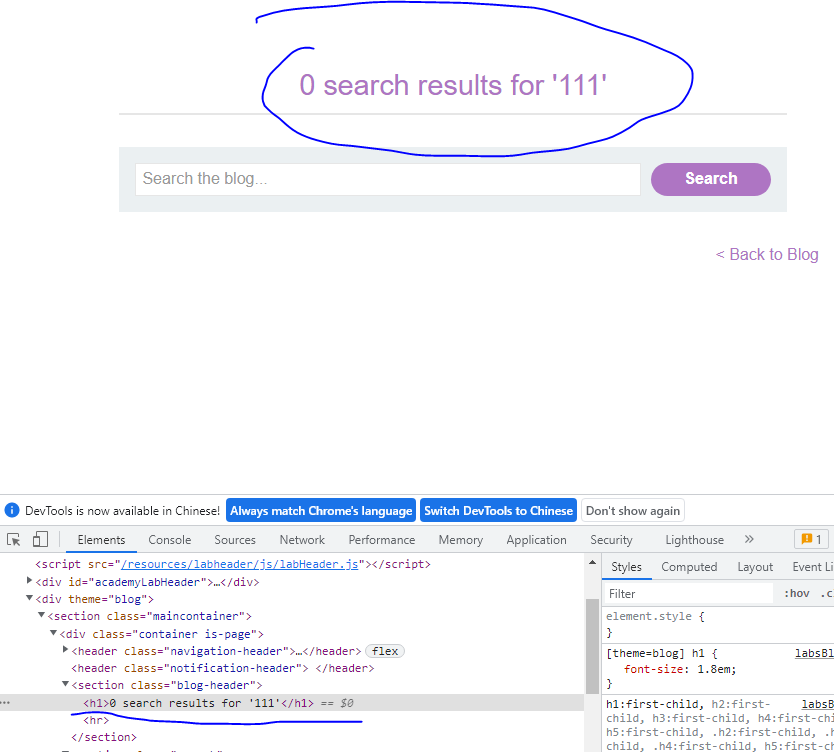 0 search results for '111'
Search the blog...
Search
< Back to Blog
DevTools is now available in Chinese! Always match Chrome's language Switch DevTools to Chinese Don't show again
Elements Console Sources Network Performance Memory Application Security Lighthouse » 1
<script src="/resources/labheader/js/labHeader.js"></script>
<div id="academyLabHeader">…</div>
<div theme="blog">
<section class="maincontainer">
<div class="container is-page">
<header class="navigation-header">…</header> flex
<header class="notification-header"> </header>
<section class="blog-header">
<h1>0 search results for '111'</h1> == $0
<hr>
</section>
Styles Computed Layout Event Li
Filter :hov .c
element.style {
}
[theme=blog] h1 { labsBl
font-size: 1.8em;
}
h1:first-child, h2:first- labsB
child, h3:first-child, h4:first-ch
h5:first-child, .h2:first-child, .h
child, .h4:first-child, .h5:first-c